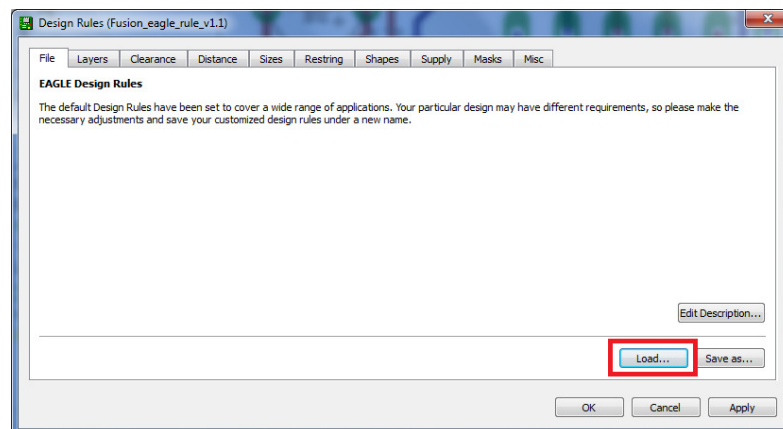 Design Rules (Fusion_eagle_rule_v1.1)
File Layers Clearance Distance Sizes Restring Shapes Supply Masks Misc
EAGLE Design Rules
The default Design Rules have been set to cover a wide range of applications. Your particular design may have different requirements, so please make the
necessary adjustments and save your customized design rules under a new name.
Edit Description...
Load... Save as...
OK Cancel Apply